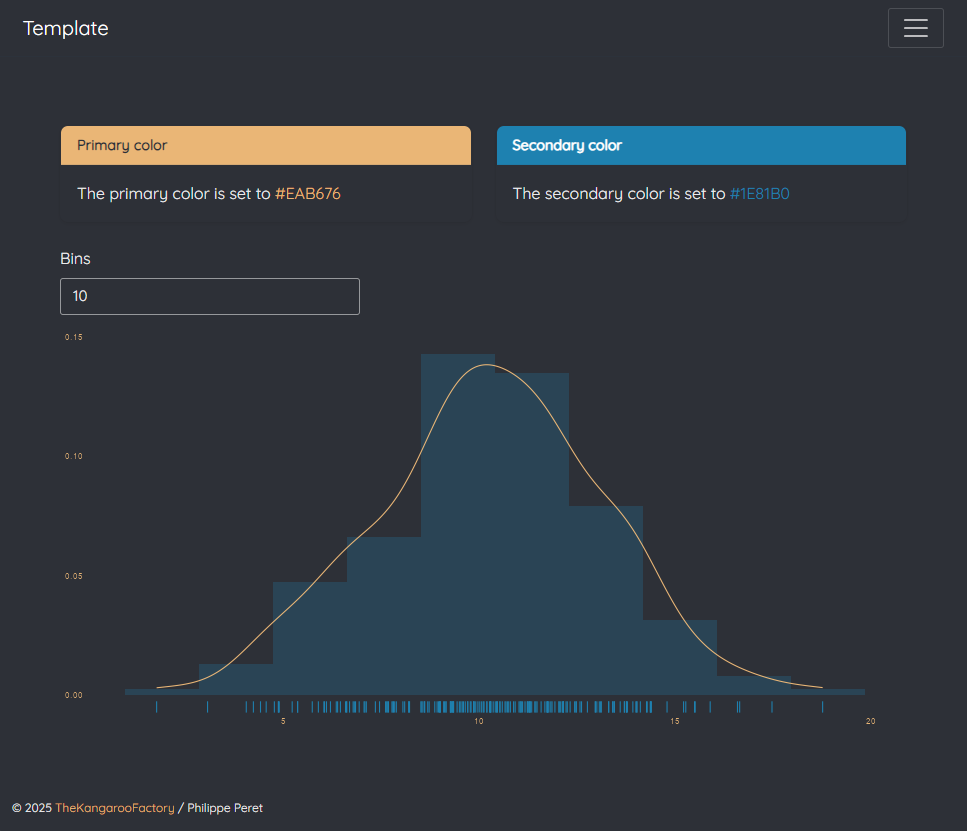 Template
Primary color
Secondary color
The primary color is set to #EAB676
The secondary color is set to #1E81B0
Bins
10
0.15
0.10
0.05
0.00
5 10 15 20
© 2025 TheKangarooFactory / Philippe Peret